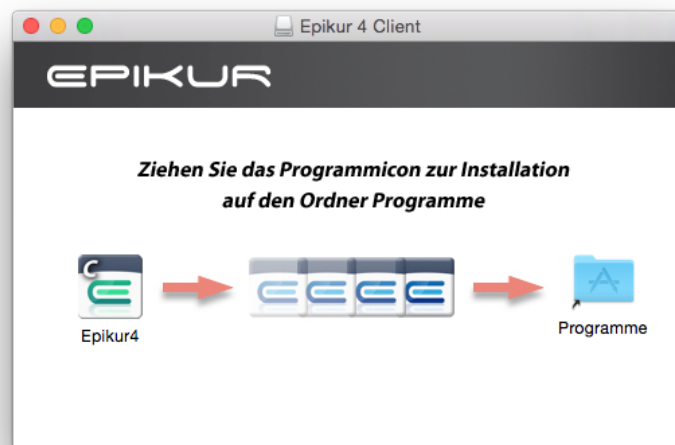 Epikur 4 Client
EPIKUR
Ziehen Sie das Programmicon zur Installation
auf den Ordner Programme
C
Epikur4
Programme